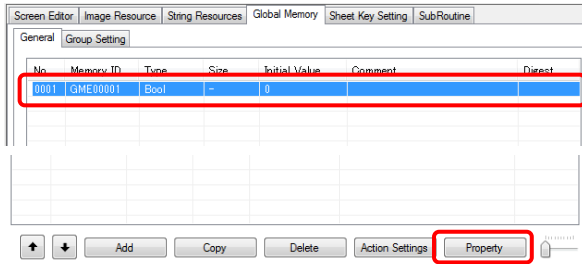 Screen Editor Image Resource String Resources Global Memory Sheet Key Setting SubRoutine
General Group Setting
No. Memory ID Type Size Initial Value Comment Digest
0001 GME00001 Bool - 0
Add Copy Delete Action Settings Property